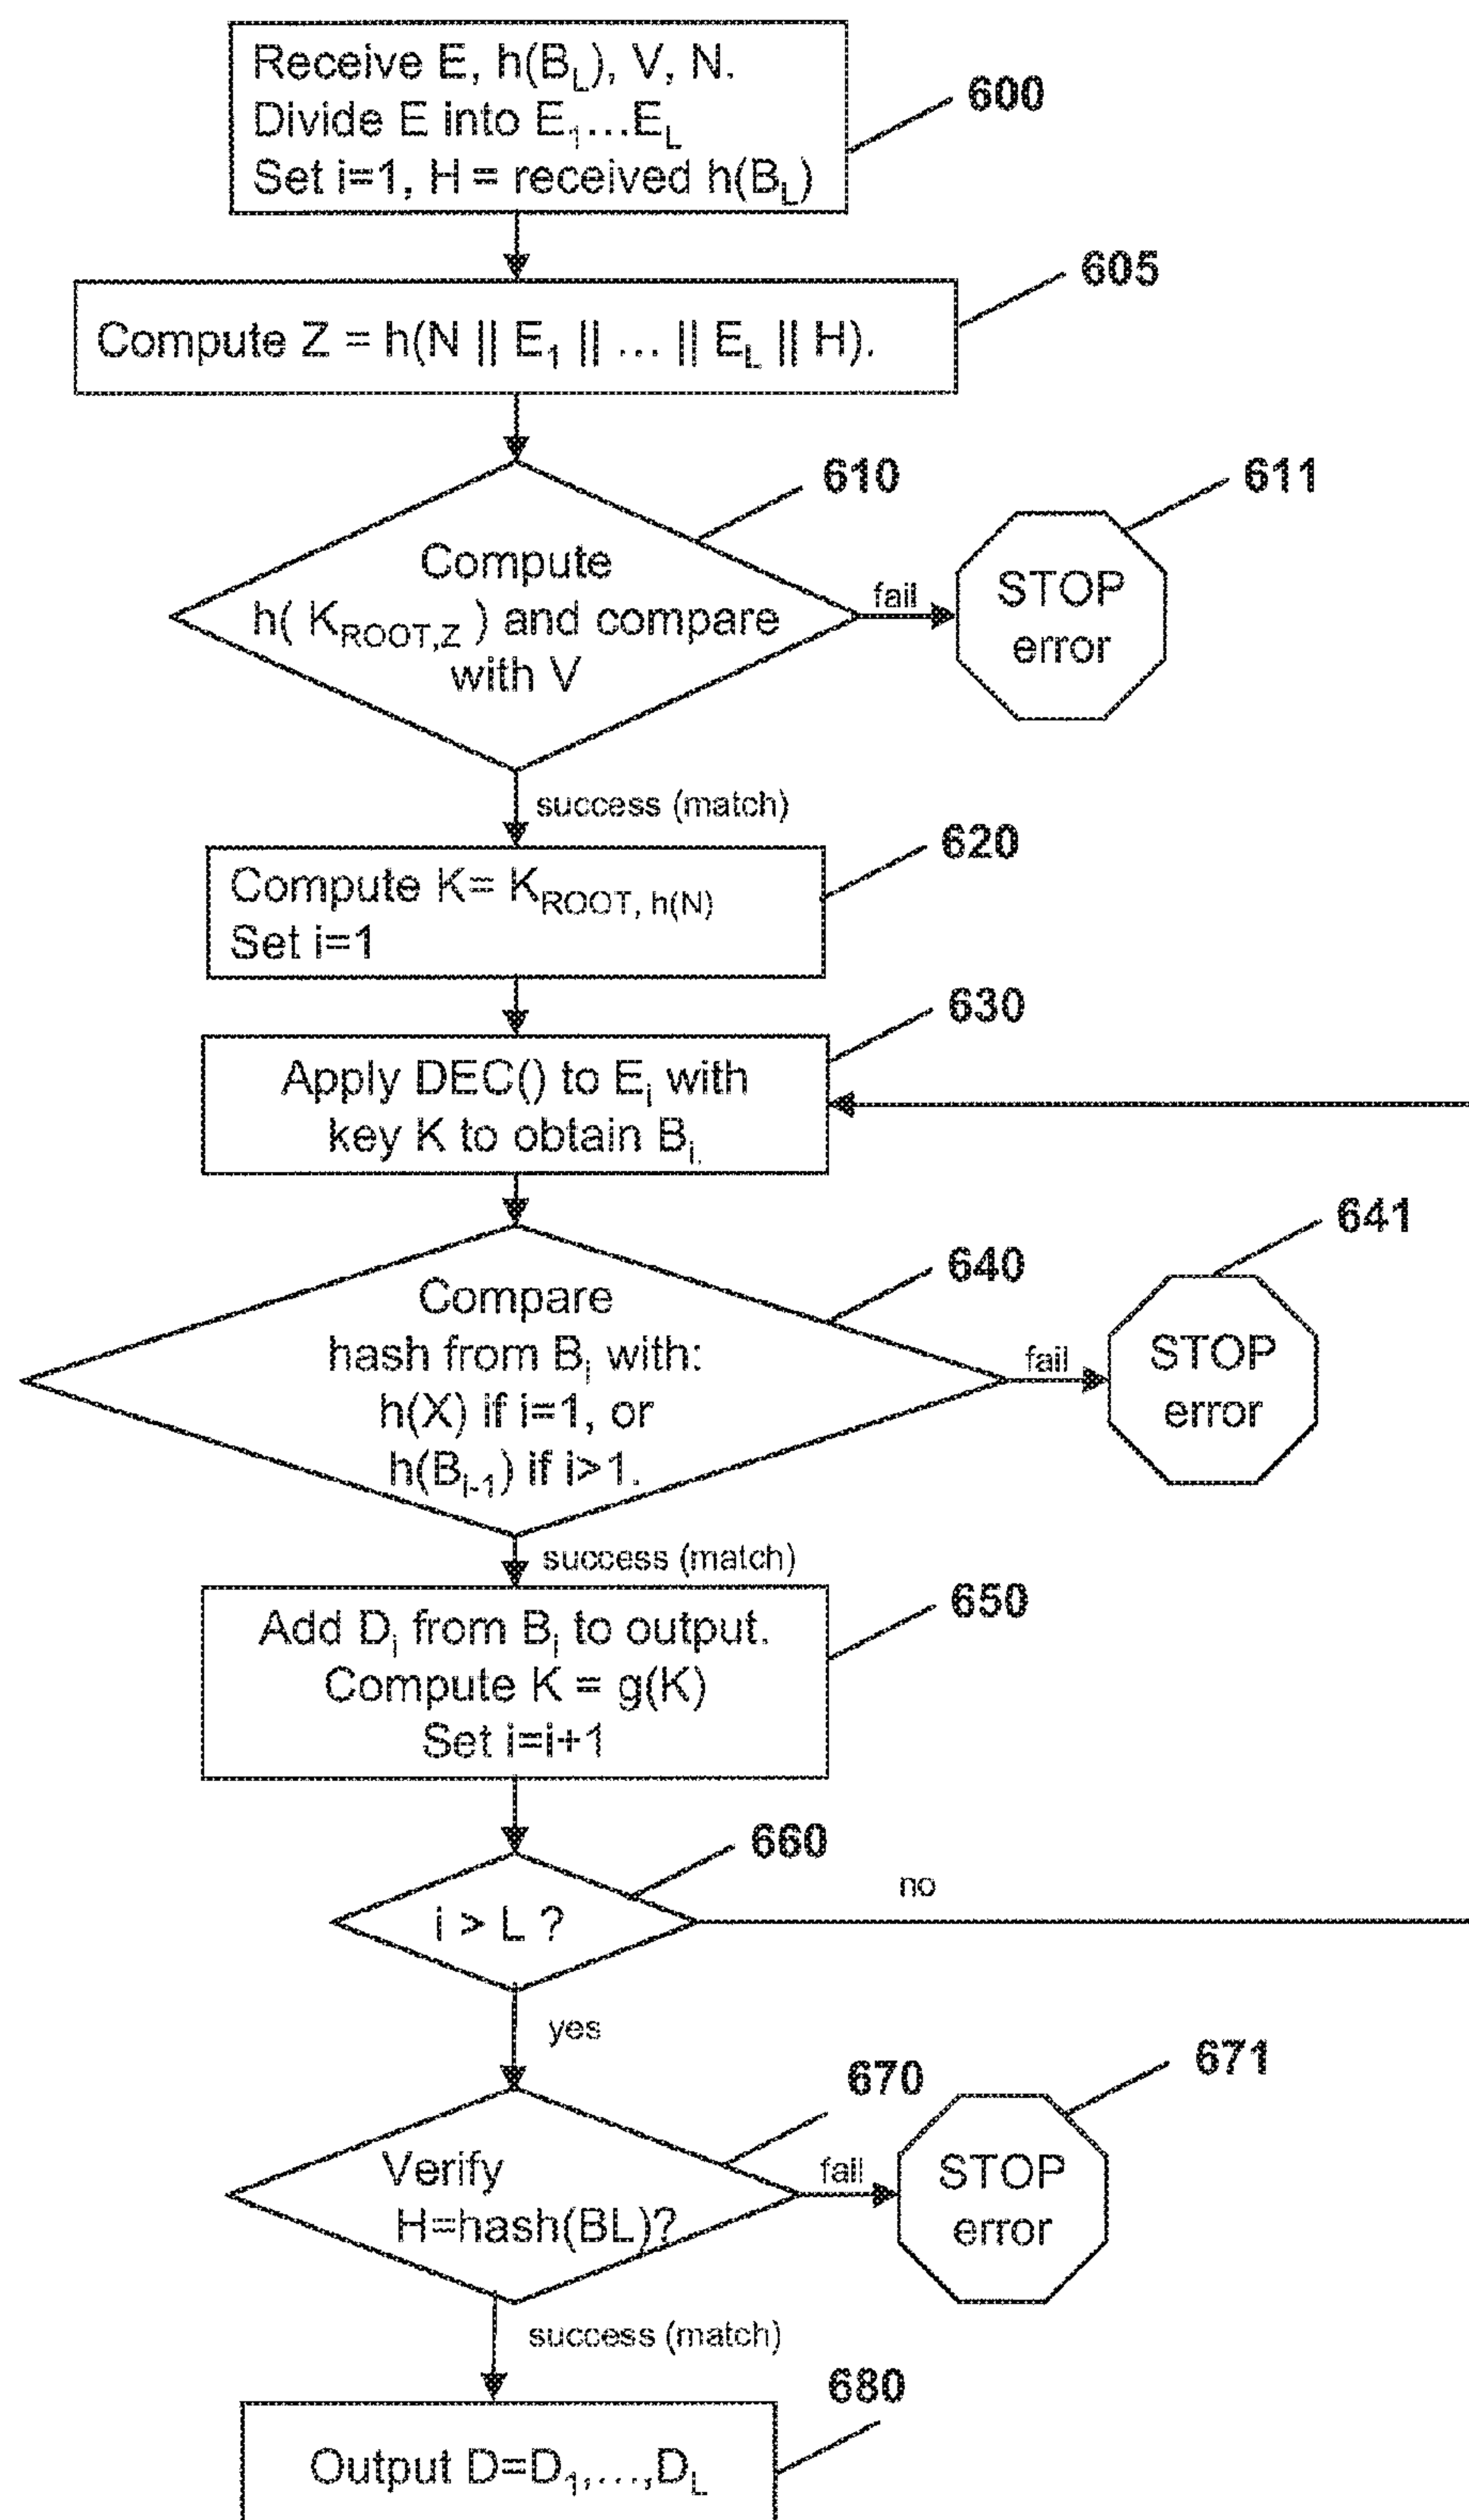 Receive E, h(B_L), V, N.
Divide E into E_1...E_L
Set i=1, H = received h(B_L)
600
605
Compute Z = h(N || E_1 || ... || E_L || H).
610
611
Compute
h( K_ROOT,Z ) and compare
with V
fail
STOP
error
success (match)
620
Compute K= K_ROOT, h(N)
Set i=1
630
Apply DEC() to E_i with
key K to obtain B_i.
640
641
Compare
hash from B_i with:
h(X) if i=1, or
h(B_i-1) if i>1.
fail
STOP
error
success (match)
650
Add D_i from B_i to output.
Compute K = g(K)
Set i=i+1
660
i > L ?
no
yes
670
671
Verify
H=hash(BL)?
fail
STOP
error
success (match)
680
Output D=D_1,...,D_L